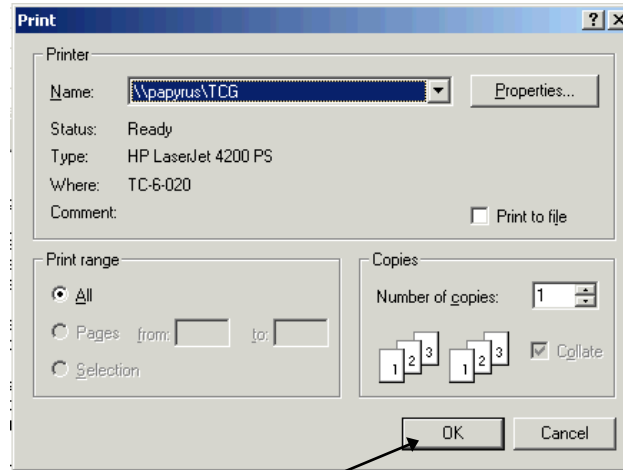 Print
Printer
Name: \\papyrus\TCG Properties...
Status: Ready
Type: HP LaserJet 4200 PS
Where: TC-6-020
Comment: Print to file
Print range Copies
All Number of copies: 1
Pages from: to:
1 2 3 1 2 3 Collate
Selection
OK Cancel